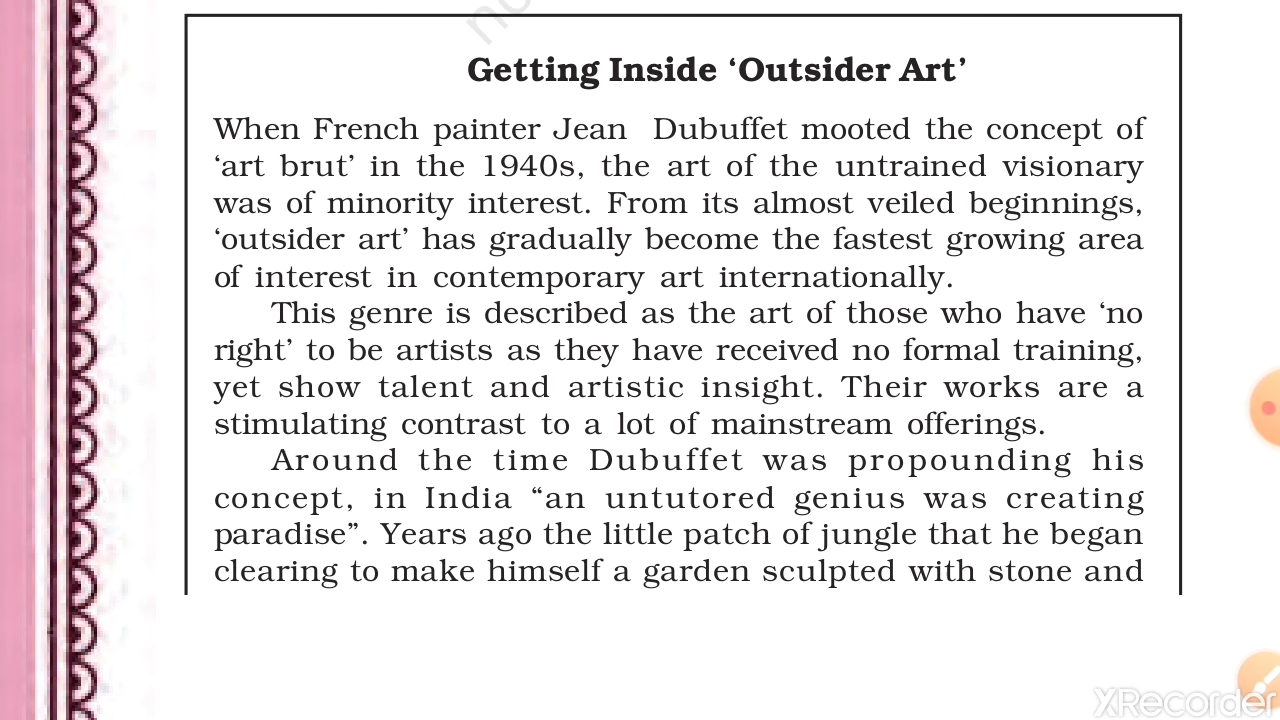 Getting Inside ‘Outsider Art’
When French painter Jean Dubuffet mooted the concept of
‘art brut’ in the 1940s, the art of the untrained visionary
was of minority interest. From its almost veiled beginnings,
‘outsider art’ has gradually become the fastest growing area
of interest in contemporary art internationally.
This genre is described as the art of those who have ‘no
right’ to be artists as they have received no formal training,
yet show talent and artistic insight. Their works are a
stimulating contrast to a lot of mainstream offerings.
Around the time Dubuffet was propounding his
concept, in India “an untutored genius was creating
paradise”. Years ago the little patch of jungle that he began
clearing to make himself a garden sculpted with stone and
XRecorder